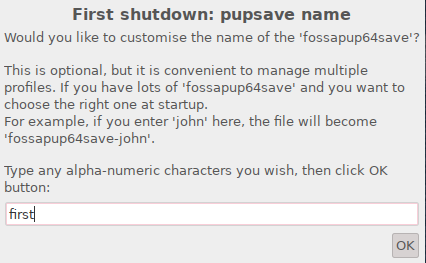 First shutdown: pupsave name
Would you like to customise the name of the 'fossapup64save'?
This is optional, but it is convenient to manage multiple
profiles. If you have lots of 'fossapup64save' and you want to
choose the right one at startup.
For example, if you enter 'john' here, the file will become
'fossapup64save-john'.
Type any alpha-numeric characters you wish, then click OK
button:
first
OK